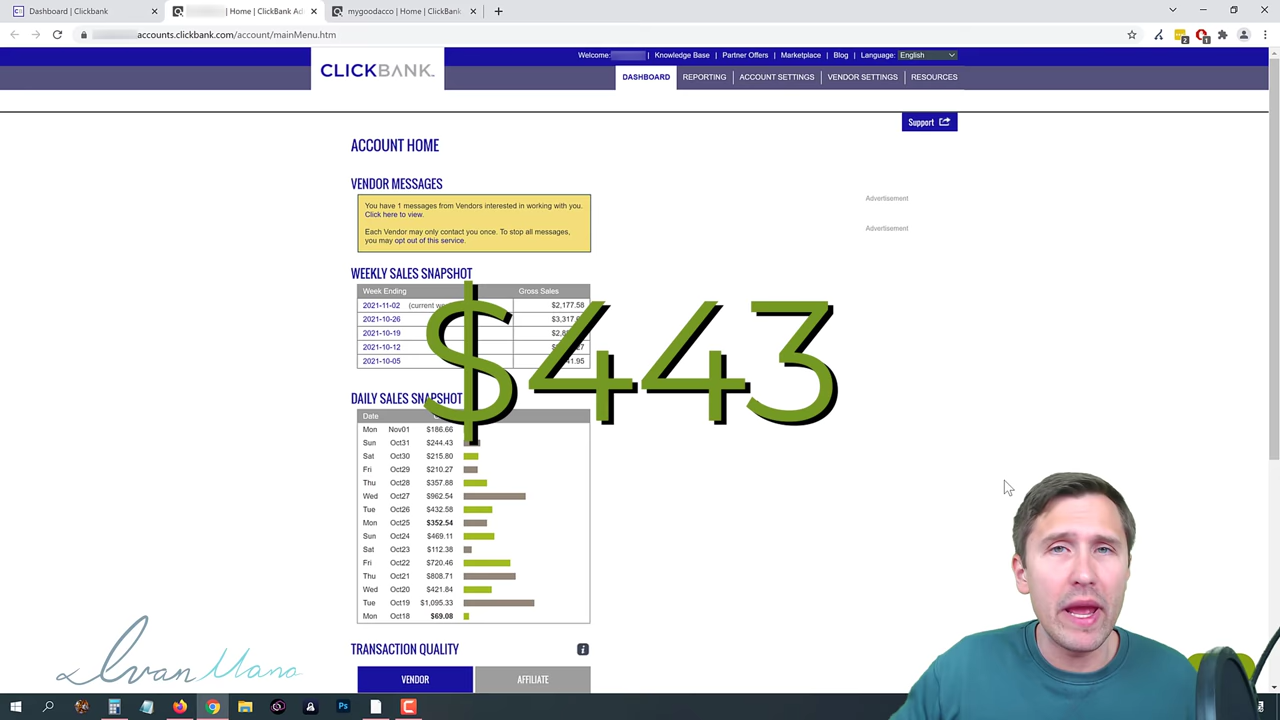 Dashboard | Clickbank
| Home | ClickBank Ad
mygoodacco | Home | ClickBank
accounts.clickbank.com/account/mainMenu.htm
Welcome: | Knowledge Base | Partner Offers | Marketplace | Blog | Language: English
CLICKBANK.
DASHBOARD REPORTING ACCOUNT SETTINGS VENDOR SETTINGS RESOURCES
Support
ACCOUNT HOME
VENDOR MESSAGES
You have 1 messages from Vendors interested in working with you.
Click here to view.
Each Vendor may only contact you once. To stop all messages,
you may opt out of this service.
Advertisement
Advertisement
WEEKLY SALES SNAPSHOT
Week Ending Gross Sales
2021-11-02 (current $2,177.58
2021-10-26
2021-10-19
2021-10-12
2021-10-05
$443
DAILY SALES SNAPSHOT
Date
Mon Nov01 $186.66
Sun Oct31 $244.43
Sat Oct30 $215.80
Fri Oct29 $210.27
Thu Oct28 $357.88
Wed Oct27 $962.54
Tue Oct26 $432.58
Mon Oct25 $352.54
Sun Oct24 $469.11
Sat Oct23 $112.38
Fri Oct22 $720.46
Thu Oct21 $808.71
Wed Oct20 $421.84
Tue Oct19 $1,095.33
Mon Oct18 $69.08
TRANSACTION QUALITY
VENDOR AFFILIATE
Ivan Mana